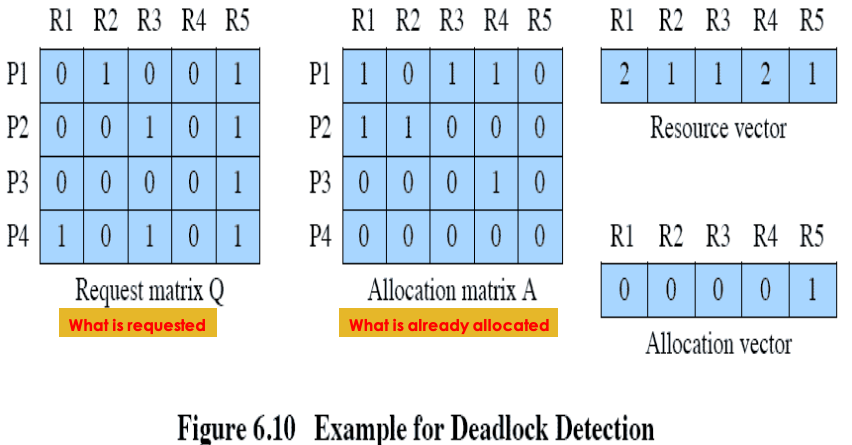 R1 R2 R3 R4 R5
P1 0 1 0 0 1
P2 0 0 1 0 1
P3 0 0 0 0 1
P4 1 0 1 0 1
Request matrix Q
What is requested
R1 R2 R3 R4 R5
P1 1 0 1 1 0
P2 1 1 0 0 0
P3 0 0 0 1 0
P4 0 0 0 0 0
Allocation matrix A
What is already allocated
R1 R2 R3 R4 R5
2 1 1 2 1
Resource vector
R1 R2 R3 R4 R5
0 0 0 0 1
Allocation vector
Figure 6.10 Example for Deadlock Detection